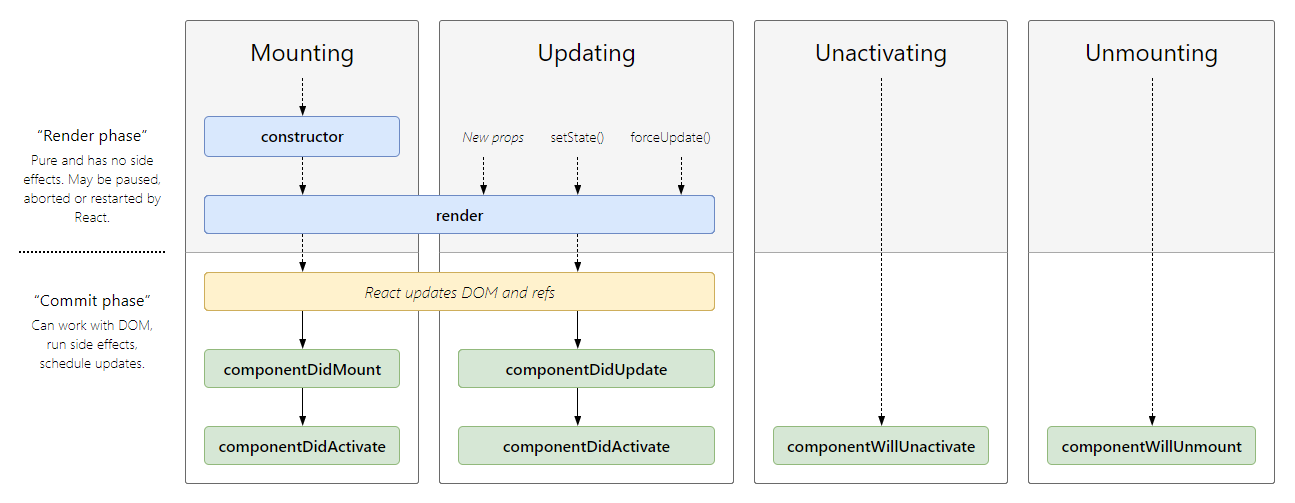 Mounting
Updating
Unactivating
Unmounting
“Render phase”
Pure and has no side
effects. May be paused,
aborted or restarted by
React.
constructor
New props
setState()
forceUpdate()
render
“Commit phase”
Can work with DOM,
run side effects,
schedule updates.
React updates DOM and refs
componentDidMount
componentDidUpdate
componentDidActivate
componentDidActivate
componentWillUnactivate
componentWillUnmount